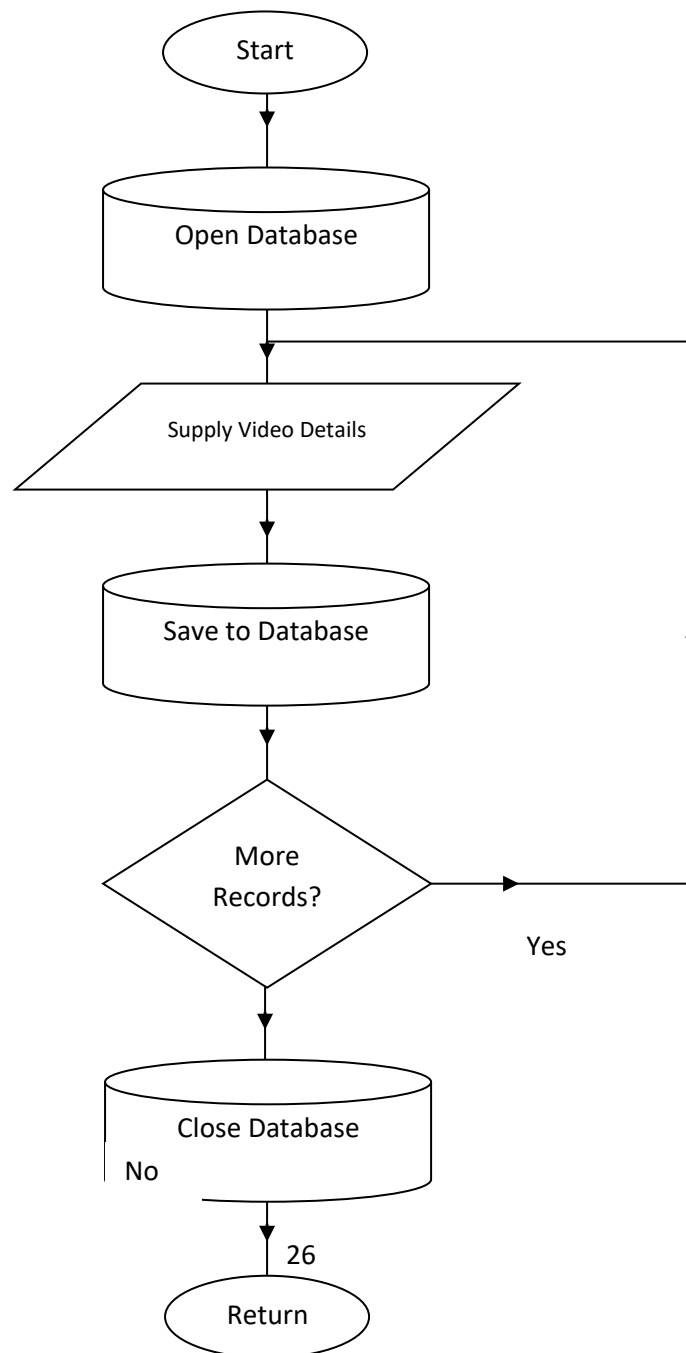 Start
Open Database
Supply Video Details
Save to Database
More
Records?
Yes
Close Database
No
26
Return